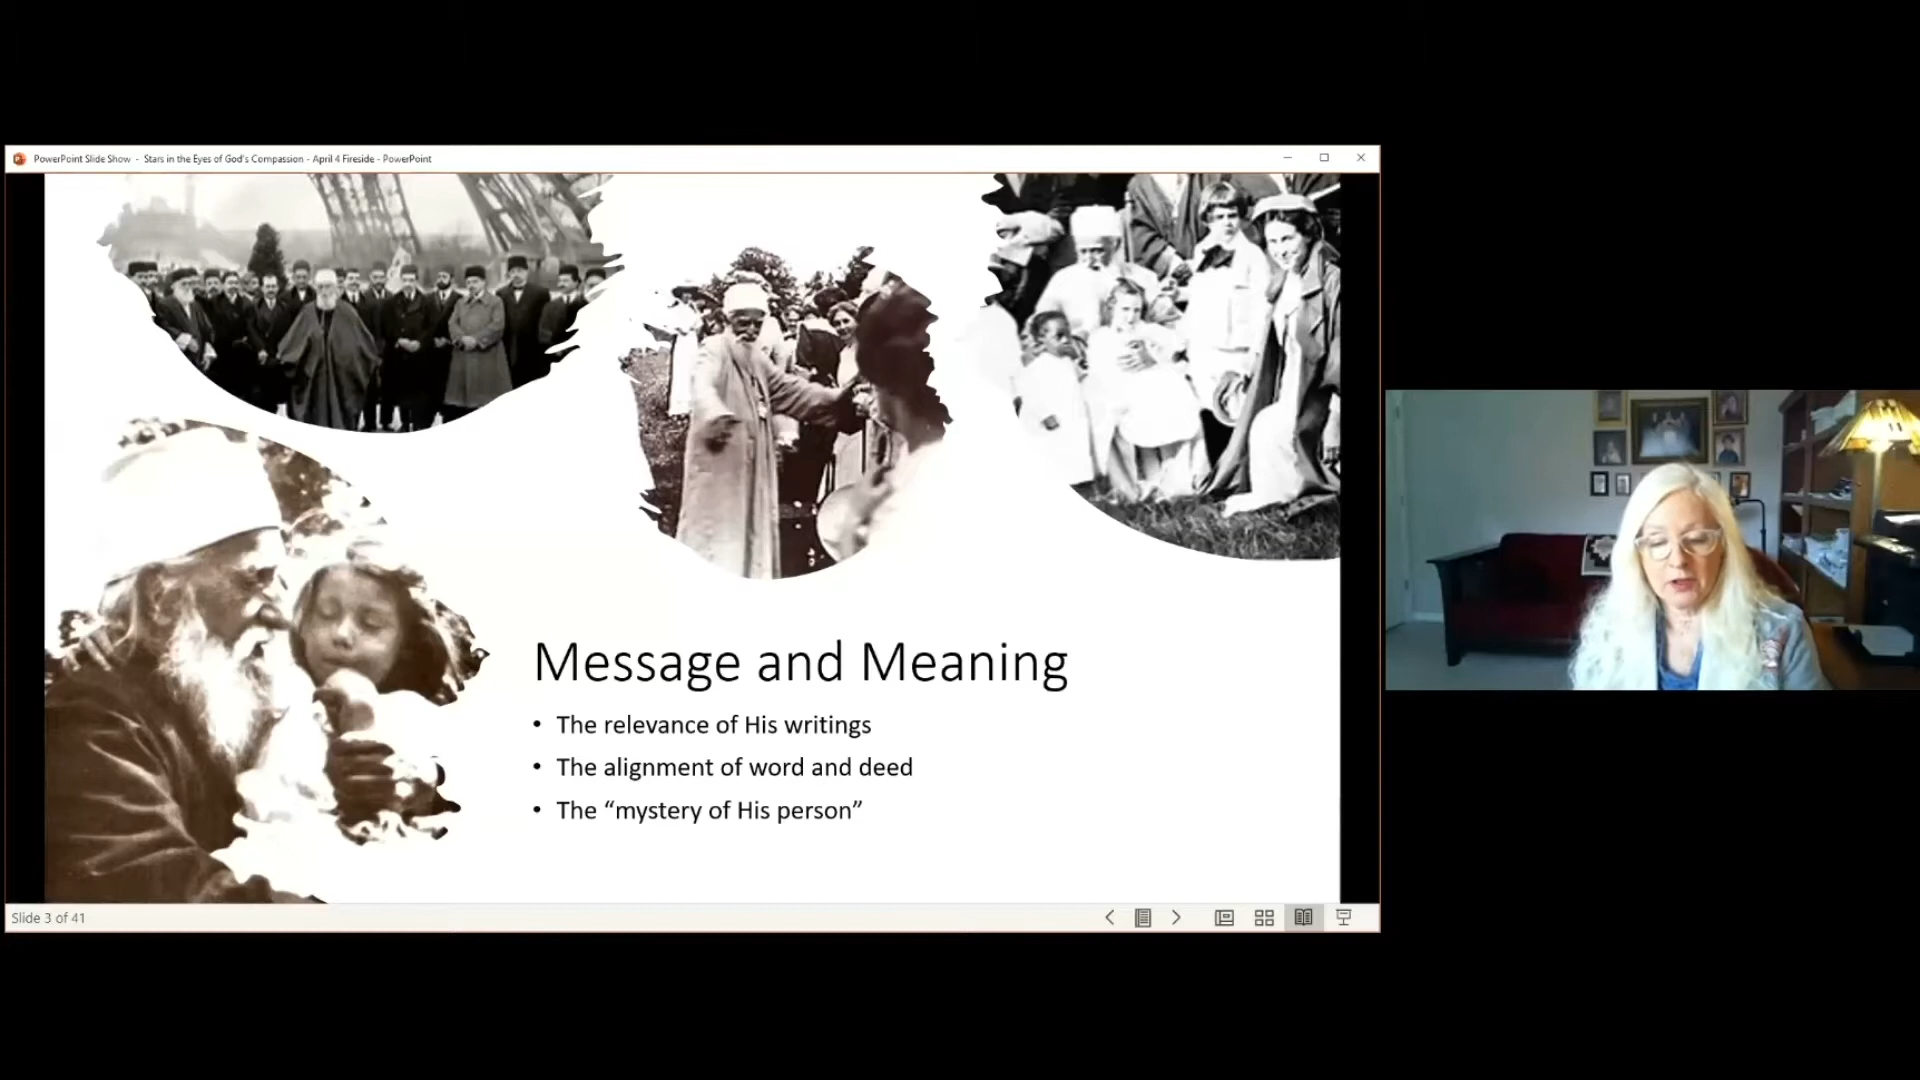 PowerPoint Slide Show - Stars in the Eyes of God's Compassion - April 4 Fireside - PowerPoint
Message and Meaning
• The relevance of His writings
• The alignment of word and deed
• The “mystery of His person”
Slide 3 of 41